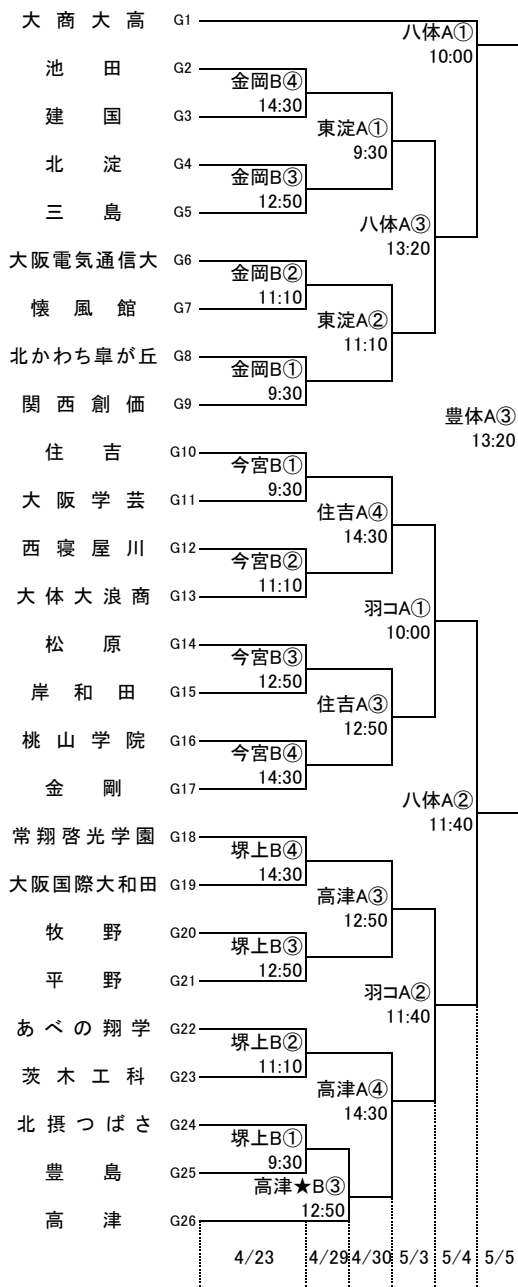 大商大高 G1
八体A①
10:00
池田 G2
金岡B④
14:30
建国 G3
東淀A①
9:30
北淀 G4
金岡B③
12:50
三島 G5
八体A③
13:20
大阪電気通信大 G6
金岡B②
11:10
懐風館 G7
東淀A②
11:10
北かわち皐が丘 G8
金岡B①
9:30
関西創価 G9
豊体A③
13:20
住吉 G10
今宮B①
9:30
大阪学芸 G11
住吉A④
14:30
西寝屋川 G12
今宮B②
11:10
大体大浪商 G13
羽コA①
10:00
松原 G14
今宮B③
12:50
岸和田 G15
住吉A③
12:50
桃山学院 G16
今宮B④
14:30
金剛 G17
八体A②
11:40
常翔啓光学園 G18
堺上B④
14:30
大阪国際大和田 G19
高津A③
12:50
牧野 G20
堺上B③
12:50
平野 G21
羽コA②
11:40
あべの翔学 G22
堺上B②
11:10
茨木工科 G23
高津A④
14:30
北摂つばさ G24
堺上B①
9:30
豊島 G25
高津★B③
12:50
高津 G26
4/23 4/29 4/30 5/3 5/4 5/5